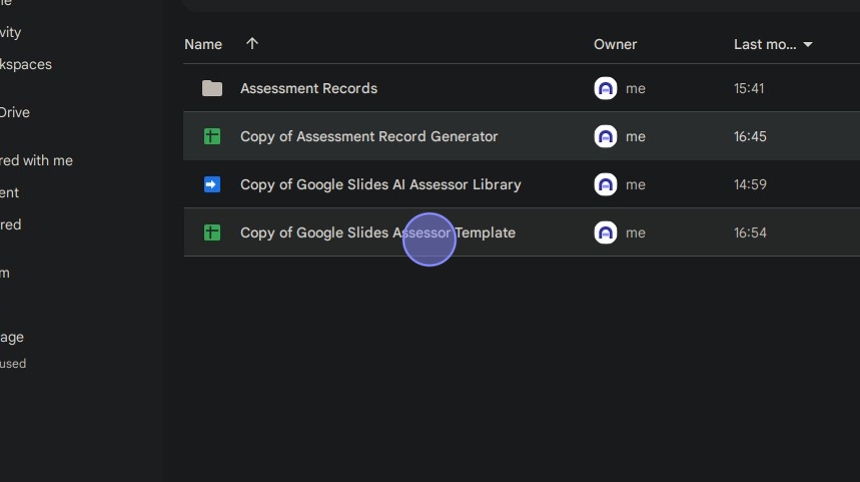 ne
vity
kspaces
Drive
red with me
ent
red
m
age
used
Name Owner Last mo...
Assessment Records me 15:41
Copy of Assessment Record Generator me 16:45
Copy of Google Slides AI Assessor Library me 14:59
Copy of Google Slides Assessor Template me 16:54